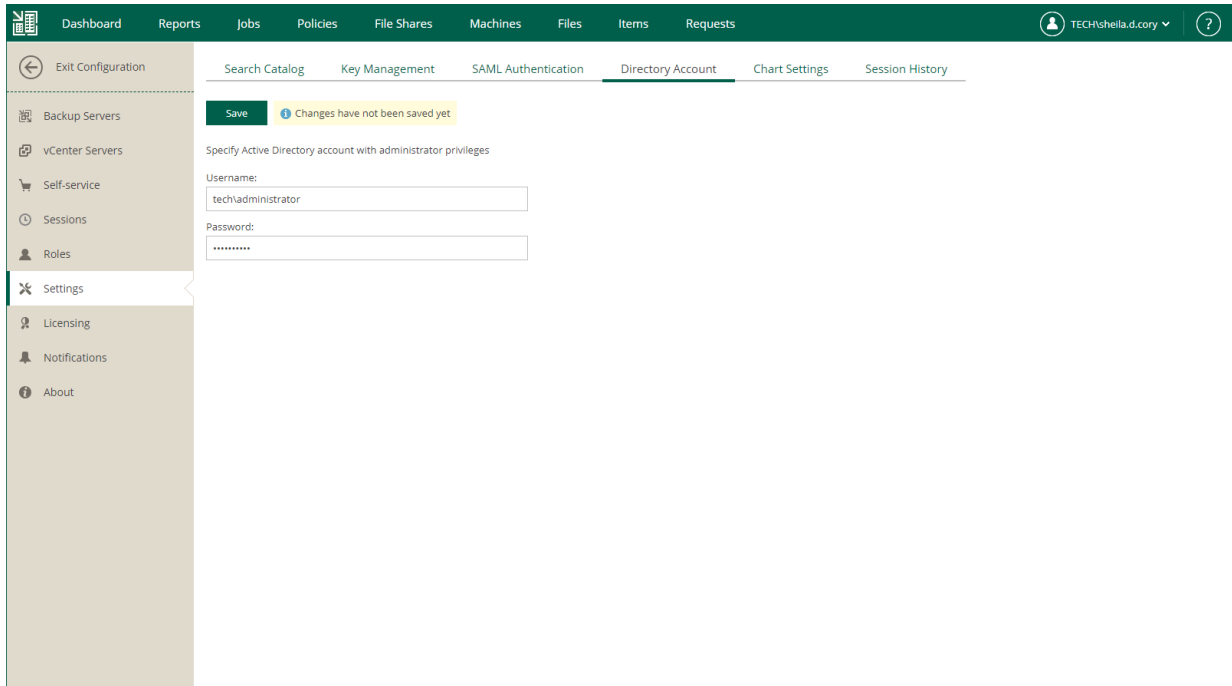 Dashboard Reports Jobs Policies File Shares Machines Files Items Requests TECH\sheila.d.cory ?
Exit Configuration
Backup Servers
vCenter Servers
Self-service
Sessions
Roles
Settings
Licensing
Notifications
About
Search Catalog Key Management SAML Authentication Directory Account Chart Settings Session History
Save Changes have not been saved yet
Specify Active Directory account with administrator privileges
Username:
tech\administrator
Password:
••••••••••